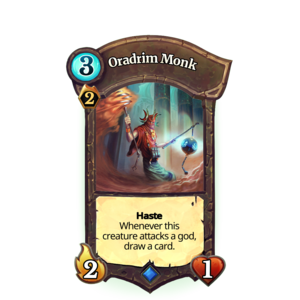 3
Oradrim Monk
2
Haste
Whenever this
creature attacks a god,
draw a card.
2
1